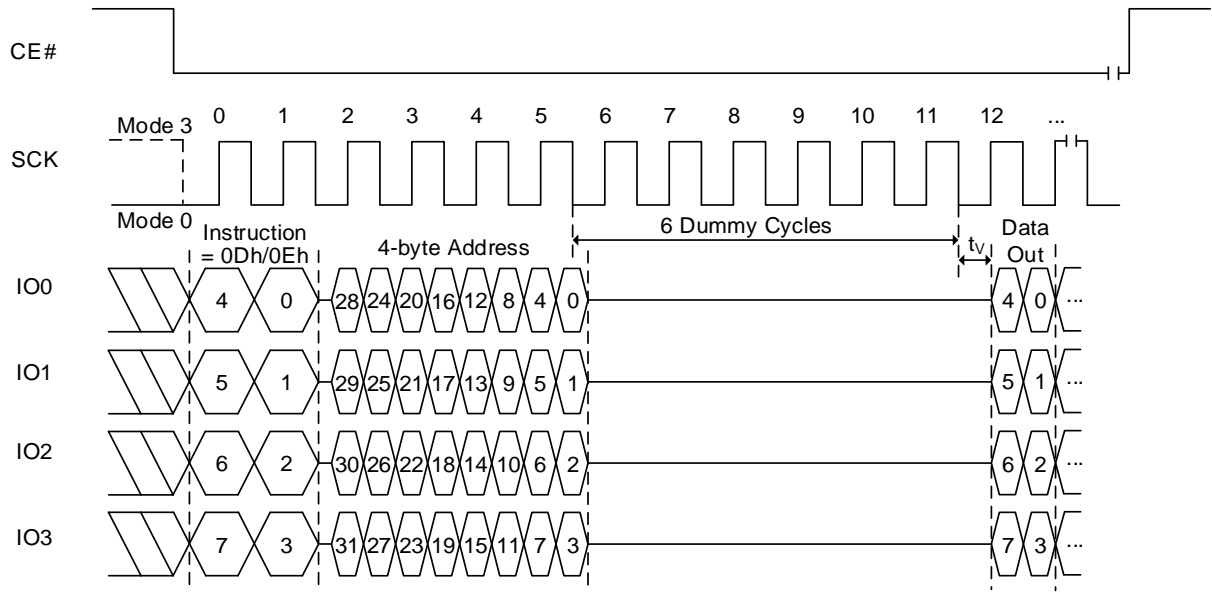 CE#
0 1 2 3 4 5 6 7 8 9 10 11 12 ...
Mode 3
SCK
Mode 0
Instruction
= 0Dh/0Eh
4-byte Address
6 Dummy Cycles
tV
Data
Out
IO0 4 0 28 24 20 16 12 8 4 0 4 0 ...
IO1 5 1 29 25 21 17 13 9 5 1 5 1 ...
IO2 6 2 30 26 22 18 14 10 6 2 6 2 ...
IO3 7 3 31 27 23 19 15 11 7 3 7 3 ...